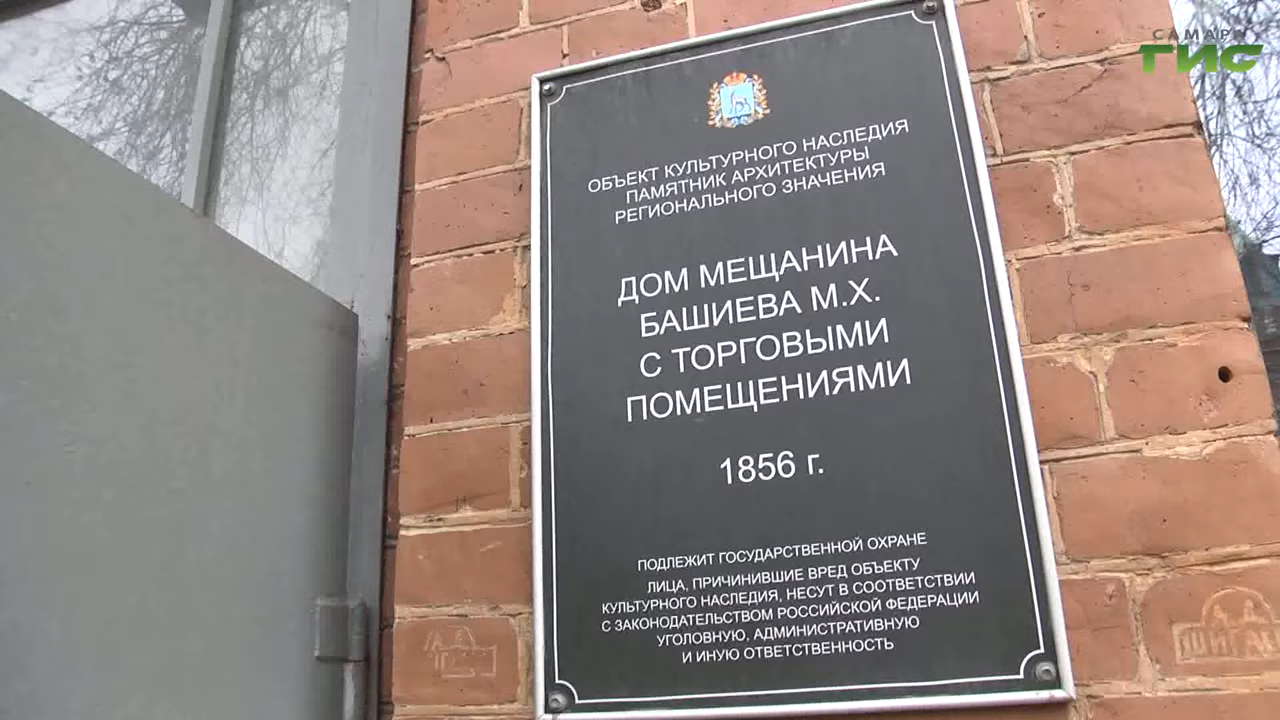 САМАРА
ГИС
ОБЪЕКТ КУЛЬТУРНОГО НАСЛЕДИЯ
ПАМЯТНИК АРХИТЕКТУРЫ
РЕГИОНАЛЬНОГО ЗНАЧЕНИЯ
ДОМ МЕЩАНИНА
БАШИЕВА М.Х.
С ТОРГОВЫМИ
ПОМЕЩЕНИЯМИ
1856 г.
ПОДЛЕЖИТ ГОСУДАРСТВЕННОЙ ОХРАНЕ
ЛИЦА, ПРИЧИНИВШИЕ ВРЕД ОБЪЕКТУ
КУЛЬТУРНОГО НАСЛЕДИЯ, НЕСУТ В СООТВЕТСТВИИ
С ЗАКОНОДАТЕЛЬСТВОМ РОССИЙСКОЙ ФЕДЕРАЦИИ
УГОЛОВНУЮ, АДМИНИСТРАТИВНУЮ
И ИНУЮ ОТВЕТСТВЕННОСТЬ